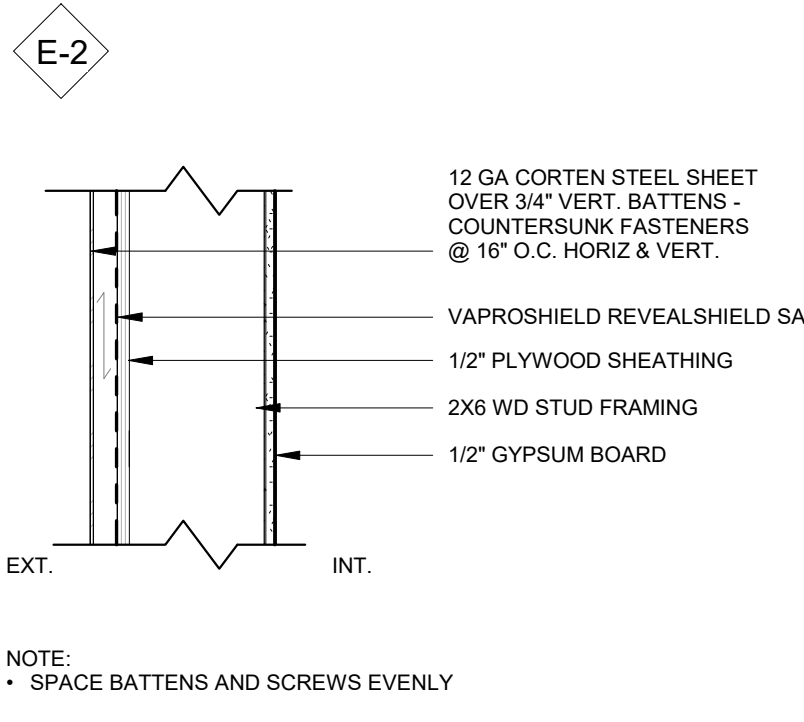 E-2
12 GA CORTEN STEEL SHEET
OVER 3/4" VERT. BATTENS -
COUNTERSUNK FASTENERS
@ 16" O.C. HORIZ & VERT.
VAPROSHIELD REVEALSHIELD SA
1/2" PLYWOOD SHEATHING
2X6 WD STUD FRAMING
1/2" GYPSUM BOARD
EXT.
INT.
NOTE:
• SPACE BATTENS AND SCREWS EVENLY